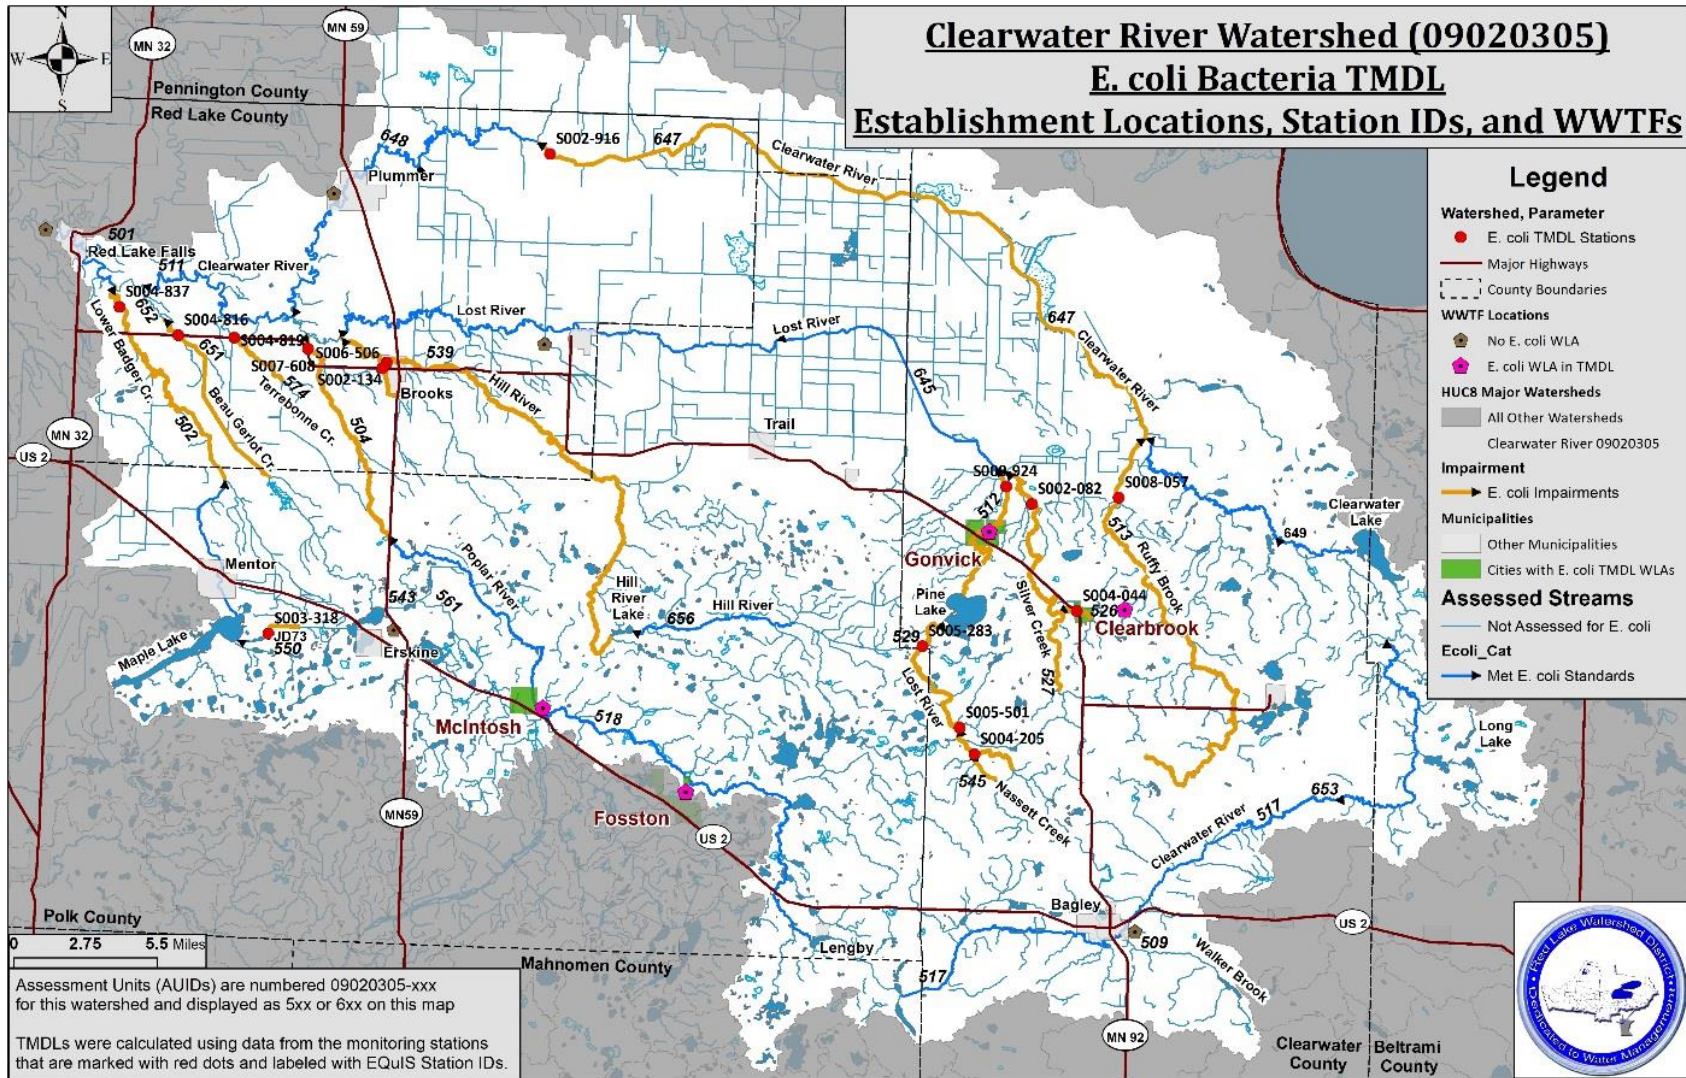 Clearwater River Watershed (09020305)
E. coli Bacteria TMDL
Establishment Locations, Station IDs, and WWTFs
N
W
E
S
MN 32
MN 59
Pennington County
Red Lake County
648
S002-916
647
Clearwater River
Plummer
501
Red Lake Falls
511
Clearwater River
S004-837
652
S004-816
Lost River
Lost River
647
Clearwater River
Lower Badger Cr.
651
S004-819
S006-506
539
S007-608
S002-134
Hill River
645
574
Terrebonne Cr.
Brooks
502
Beau Gerlot Cr.
504
Trail
MN 32
US 2
S009-924
S002-082
S008-057
512
513
Clearwater
Lake
649
Gonvick
Ruffy Brook
Mentor
543
561
Poplar River
Hill
River
Lake
656
Hill River
Pine
Lake
Silver Creek
S004-044
526
Clearbrook
S003-318
JD73
550
Maple Lake
Erskine
529
S005-283
527
Lost River
McIntosh
518
S005-501
S004-205
Long
Lake
545
Nassett Creek
653
517
Clearwater River
MN59
Fosston
US 2
Bagley
US 2
509
Walker Brook
Lengby
517
MN 92
Polk County
Mahnomen County
Clearwater
County
Beltrami
County
0 2.75 5.5 Miles
Assessment Units (AUIDs) are numbered 09020305-xxx
for this watershed and displayed as 5xx or 6xx on this map
TMDLs were calculated using data from the monitoring stations
that are marked with red dots and labeled with EQuIS Station IDs.
Legend
Watershed, Parameter
E. coli TMDL Stations
Major Highways
County Boundaries
WWTF Locations
No E. coli WLA
E. coli WLA in TMDL
HUC8 Major Watersheds
All Other Watersheds
Clearwater River 09020305
Impairment
E. coli Impairments
Municipalities
Other Municipalities
Cities with E. coli TMDL WLAs
Assessed Streams
Not Assessed for E. coli
Ecoli_Cat
Met E. coli Standards
Red Lake Watershed District
Dedicated to Water Management